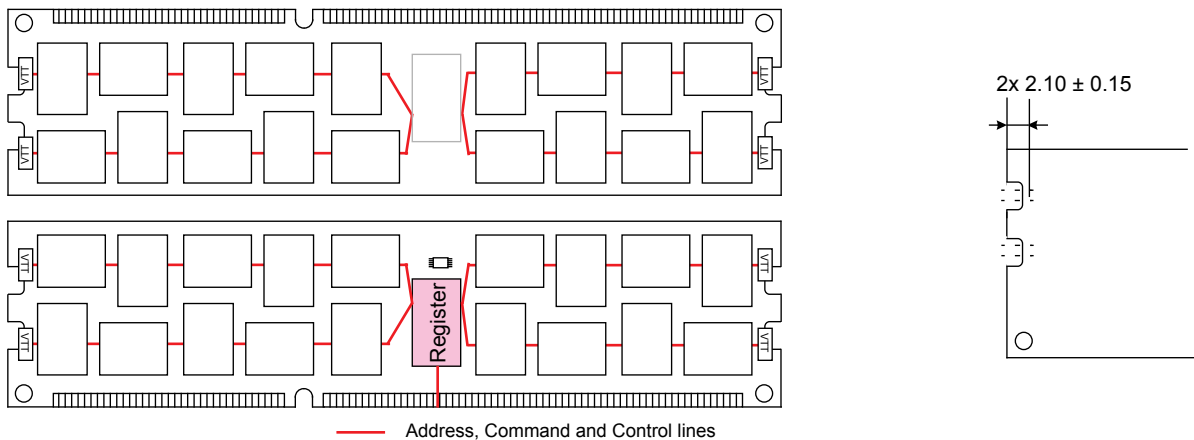 VTT
VTT
VTT
VTT
2x 2.10 ± 0.15
VTT
VTT
Register
VTT
VTT
Address, Command and Control lines